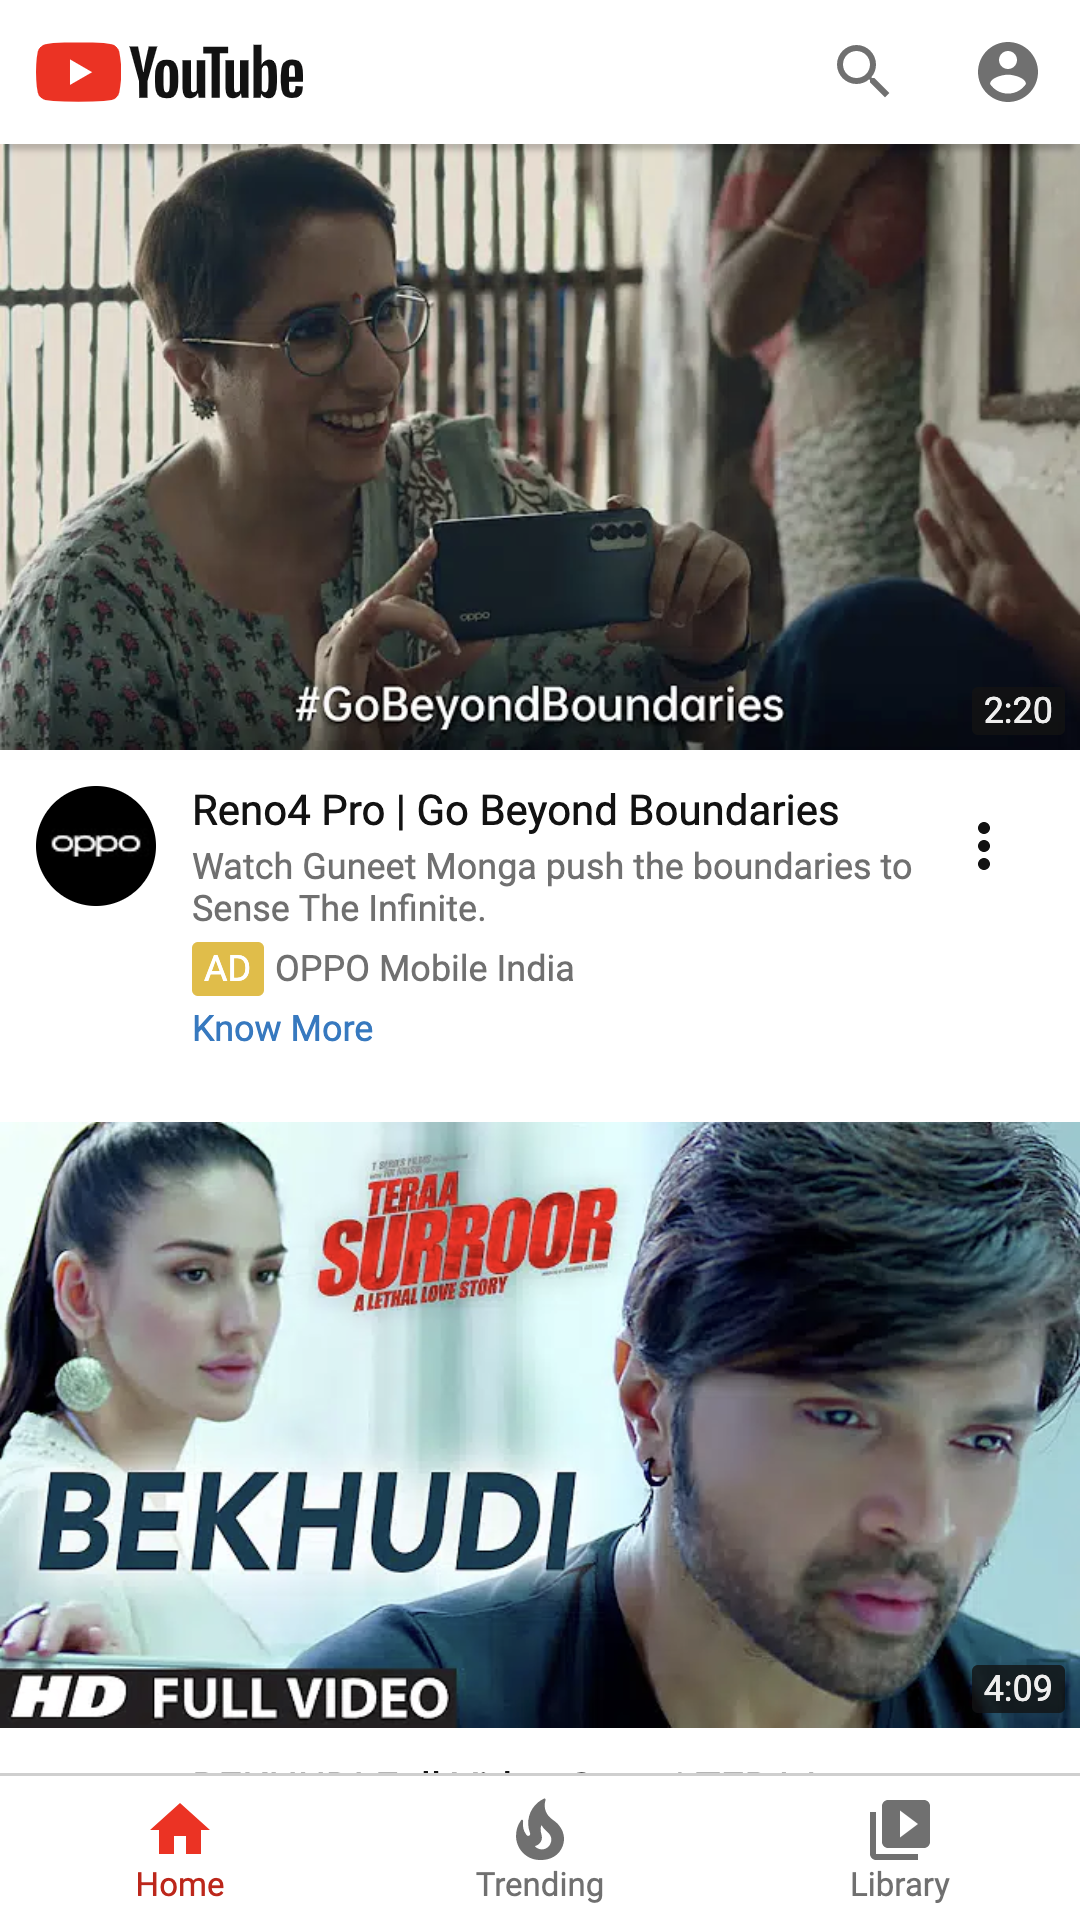 YouTube
oppo
#GoBeyondBoundaries
2:20
oppo
Reno4 Pro | Go Beyond Boundaries
Watch Guneet Monga push the boundaries to
Sense The Infinite.
AD OPPO Mobile India
Know More
T SERIES FILMS
TERAA
SURROOR
A LETHAL LOVE STORY
BEKHUDI
HD FULL VIDEO
4:09
Home
Trending
Library